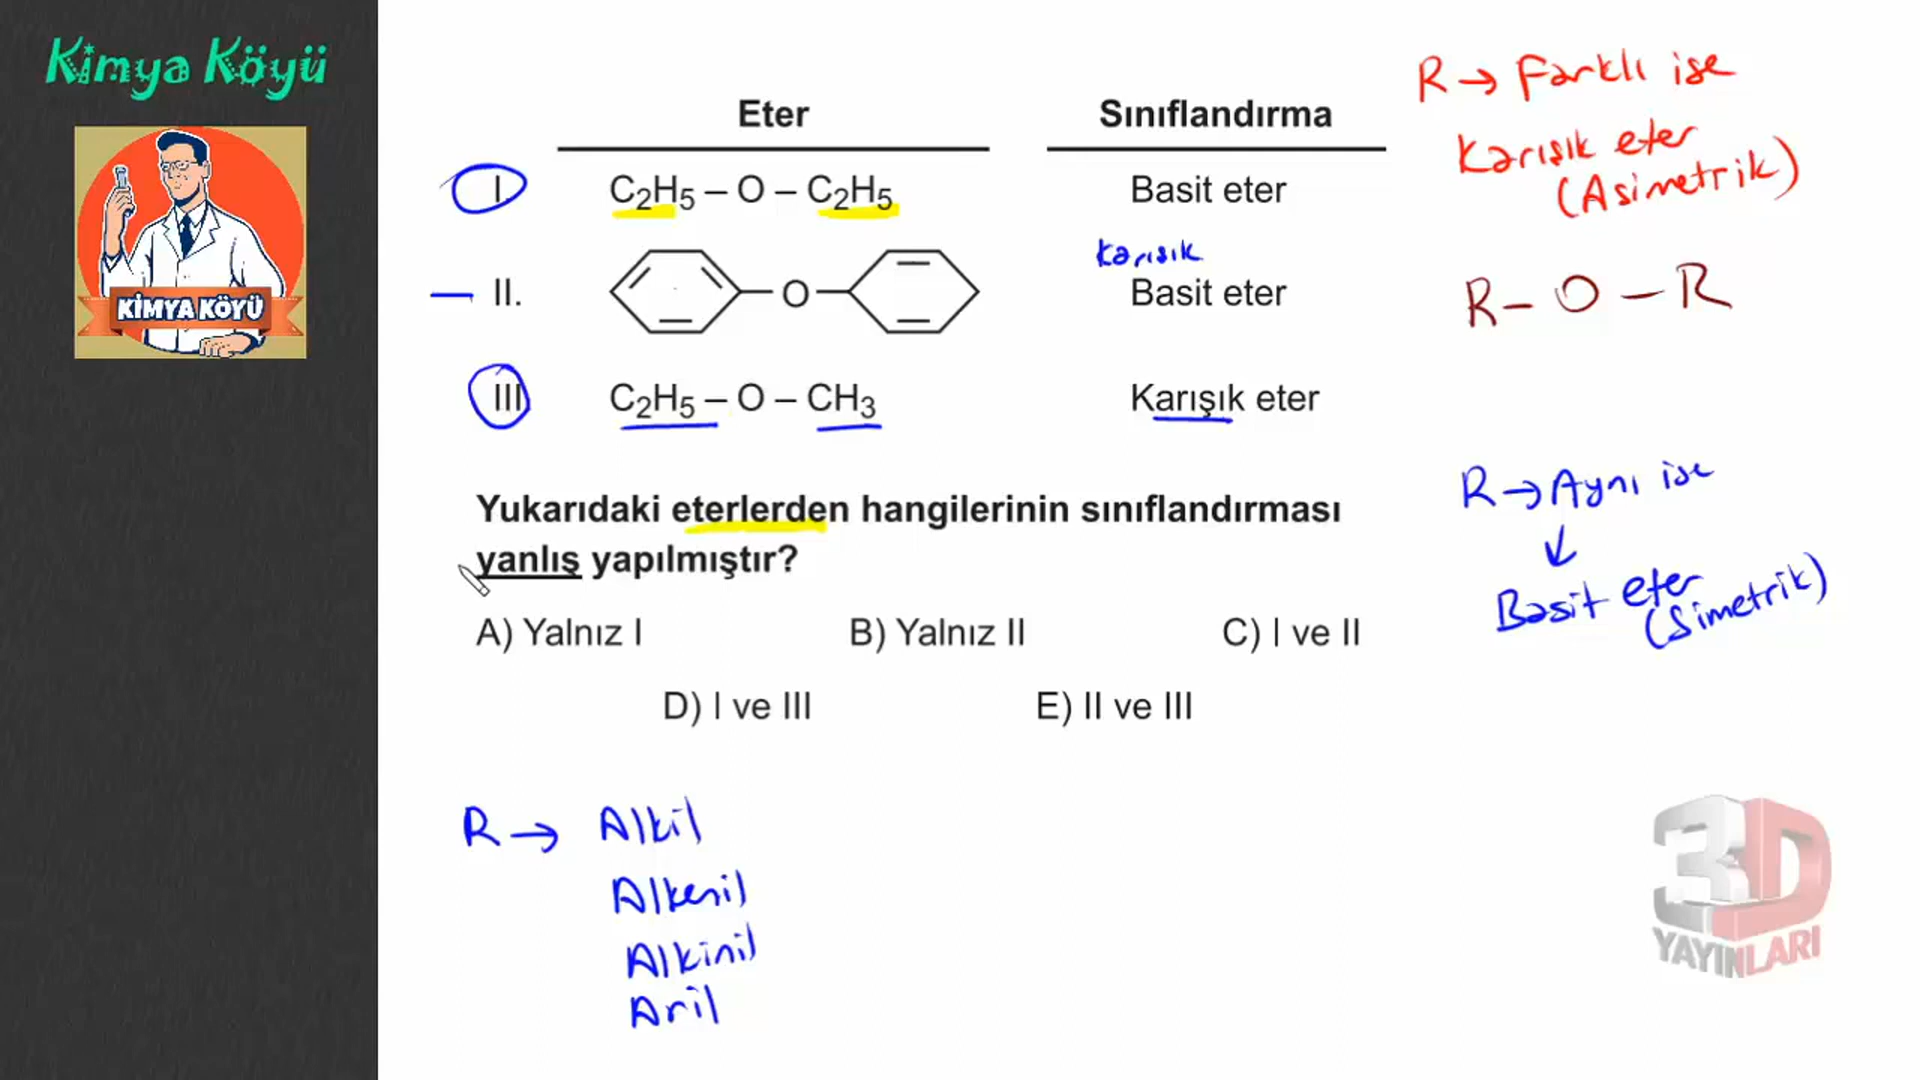 Kimya Köyü
KİMYA KÖYÜ
Eter Sınıflandırma
I. C₂H₅ – O – C₂H₅ Basit eter
Karışık
II. O Basit eter
III. C₂H₅ – O – CH₃ Karışık eter
Yukarıdaki eterlerden hangilerinin sınıflandırması
yanlış yapılmıştır?
A) Yalnız I B) Yalnız II C) I ve II
D) I ve III E) II ve III
R → Alkil
Alkenil
Alkinil
Aril
R → Farklı ise
Karışık eter
(Asimetrik)
R – O – R
R → Aynı ise
↓
Basit eter
(Simetrik)
3D
YAYINLARI